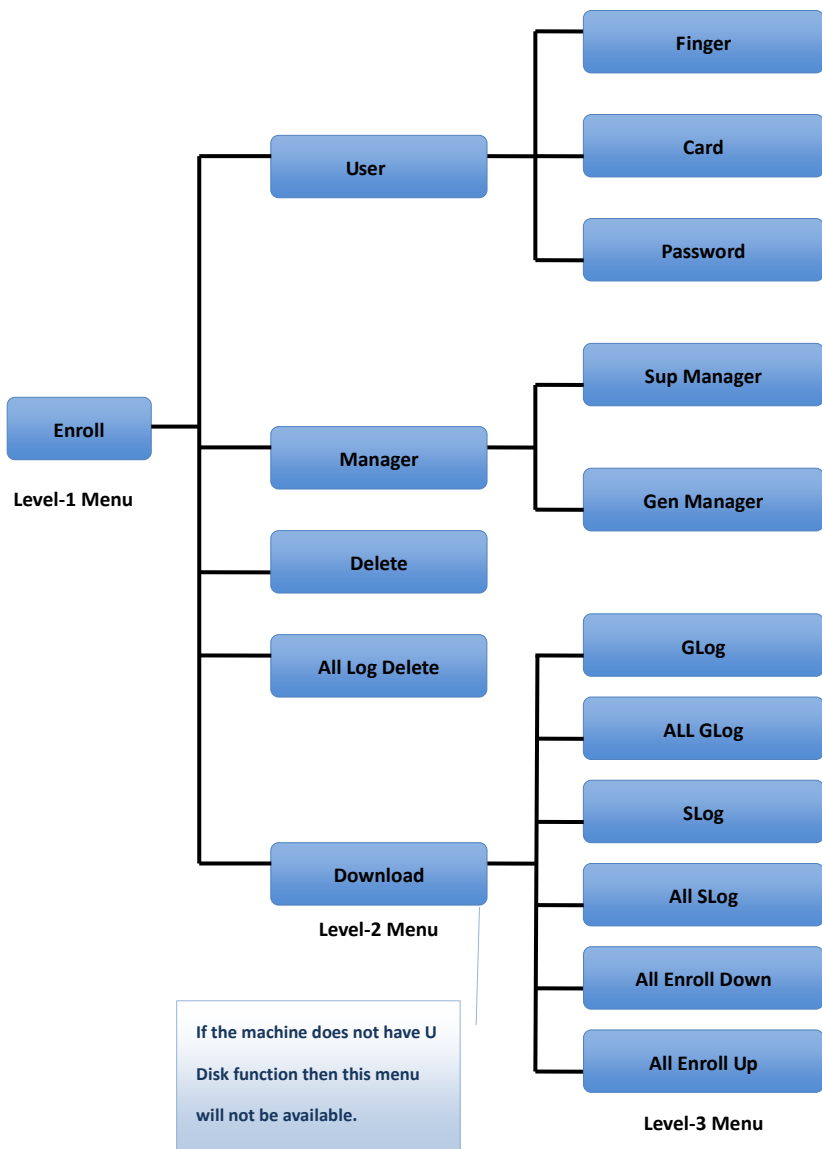 Finger
User
Card
Password
Sup Manager
Enroll
Manager
Level-1 Menu
Gen Manager
Delete
GLog
All Log Delete
ALL GLog
SLog
Download
All SLog
Level-2 Menu
All Enroll Down
If the machine does not have U
Disk function then this menu
will not be available.
All Enroll Up
Level-3 Menu